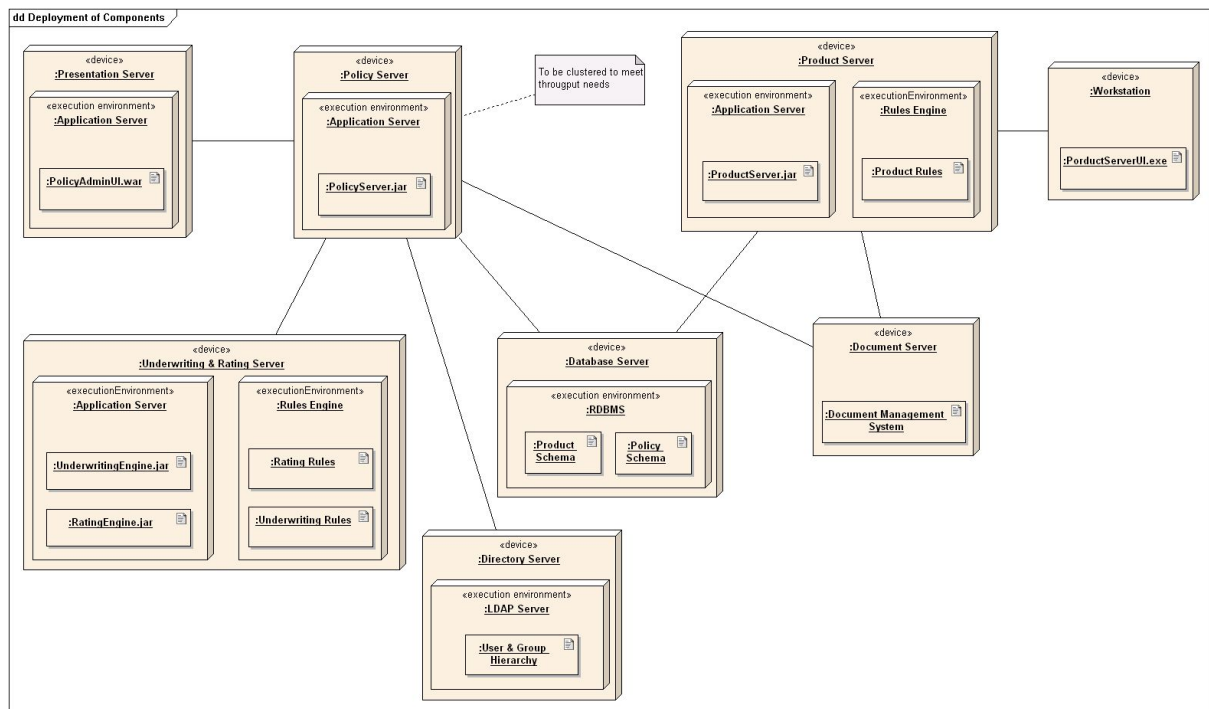 dd Deployment of Components
«device»
:Presentation Server
«execution environment»
:Application Server
:PolicyAdminUI.war
«device»
:Policy Server
«execution environment»
:Application Server
:PolicyServer.jar
To be clustered to meet
througput needs
«device»
:Product Server
«execution environment»
:Application Server
:ProductServer.jar
«executionEnvironment»
:Rules Engine
:Product Rules
«device»
:Workstation
:PorductServerUI.exe
«device»
:Underwriting & Rating Server
«executionEnvironment»
:Application Server
:UnderwritingEngine.jar
:RatingEngine.jar
«executionEnvironment»
:Rules Engine
:Rating Rules
:Underwriting Rules
«device»
:Database Server
«execution environment»
:RDBMS
:Product
Schema
:Policy
Schema
«device»
:Document Server
:Document Management
System
«device»
:Directory Server
«execution environment»
:LDAP Server
:User & Group
Hierarchy